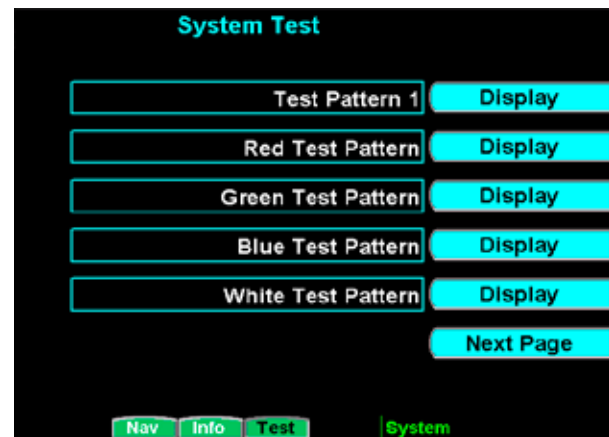 System Test
Test Pattern 1 Display
Red Test Pattern Display
Green Test Pattern Display
Blue Test Pattern Display
White Test Pattern Display
Next Page
Nav Info Test System